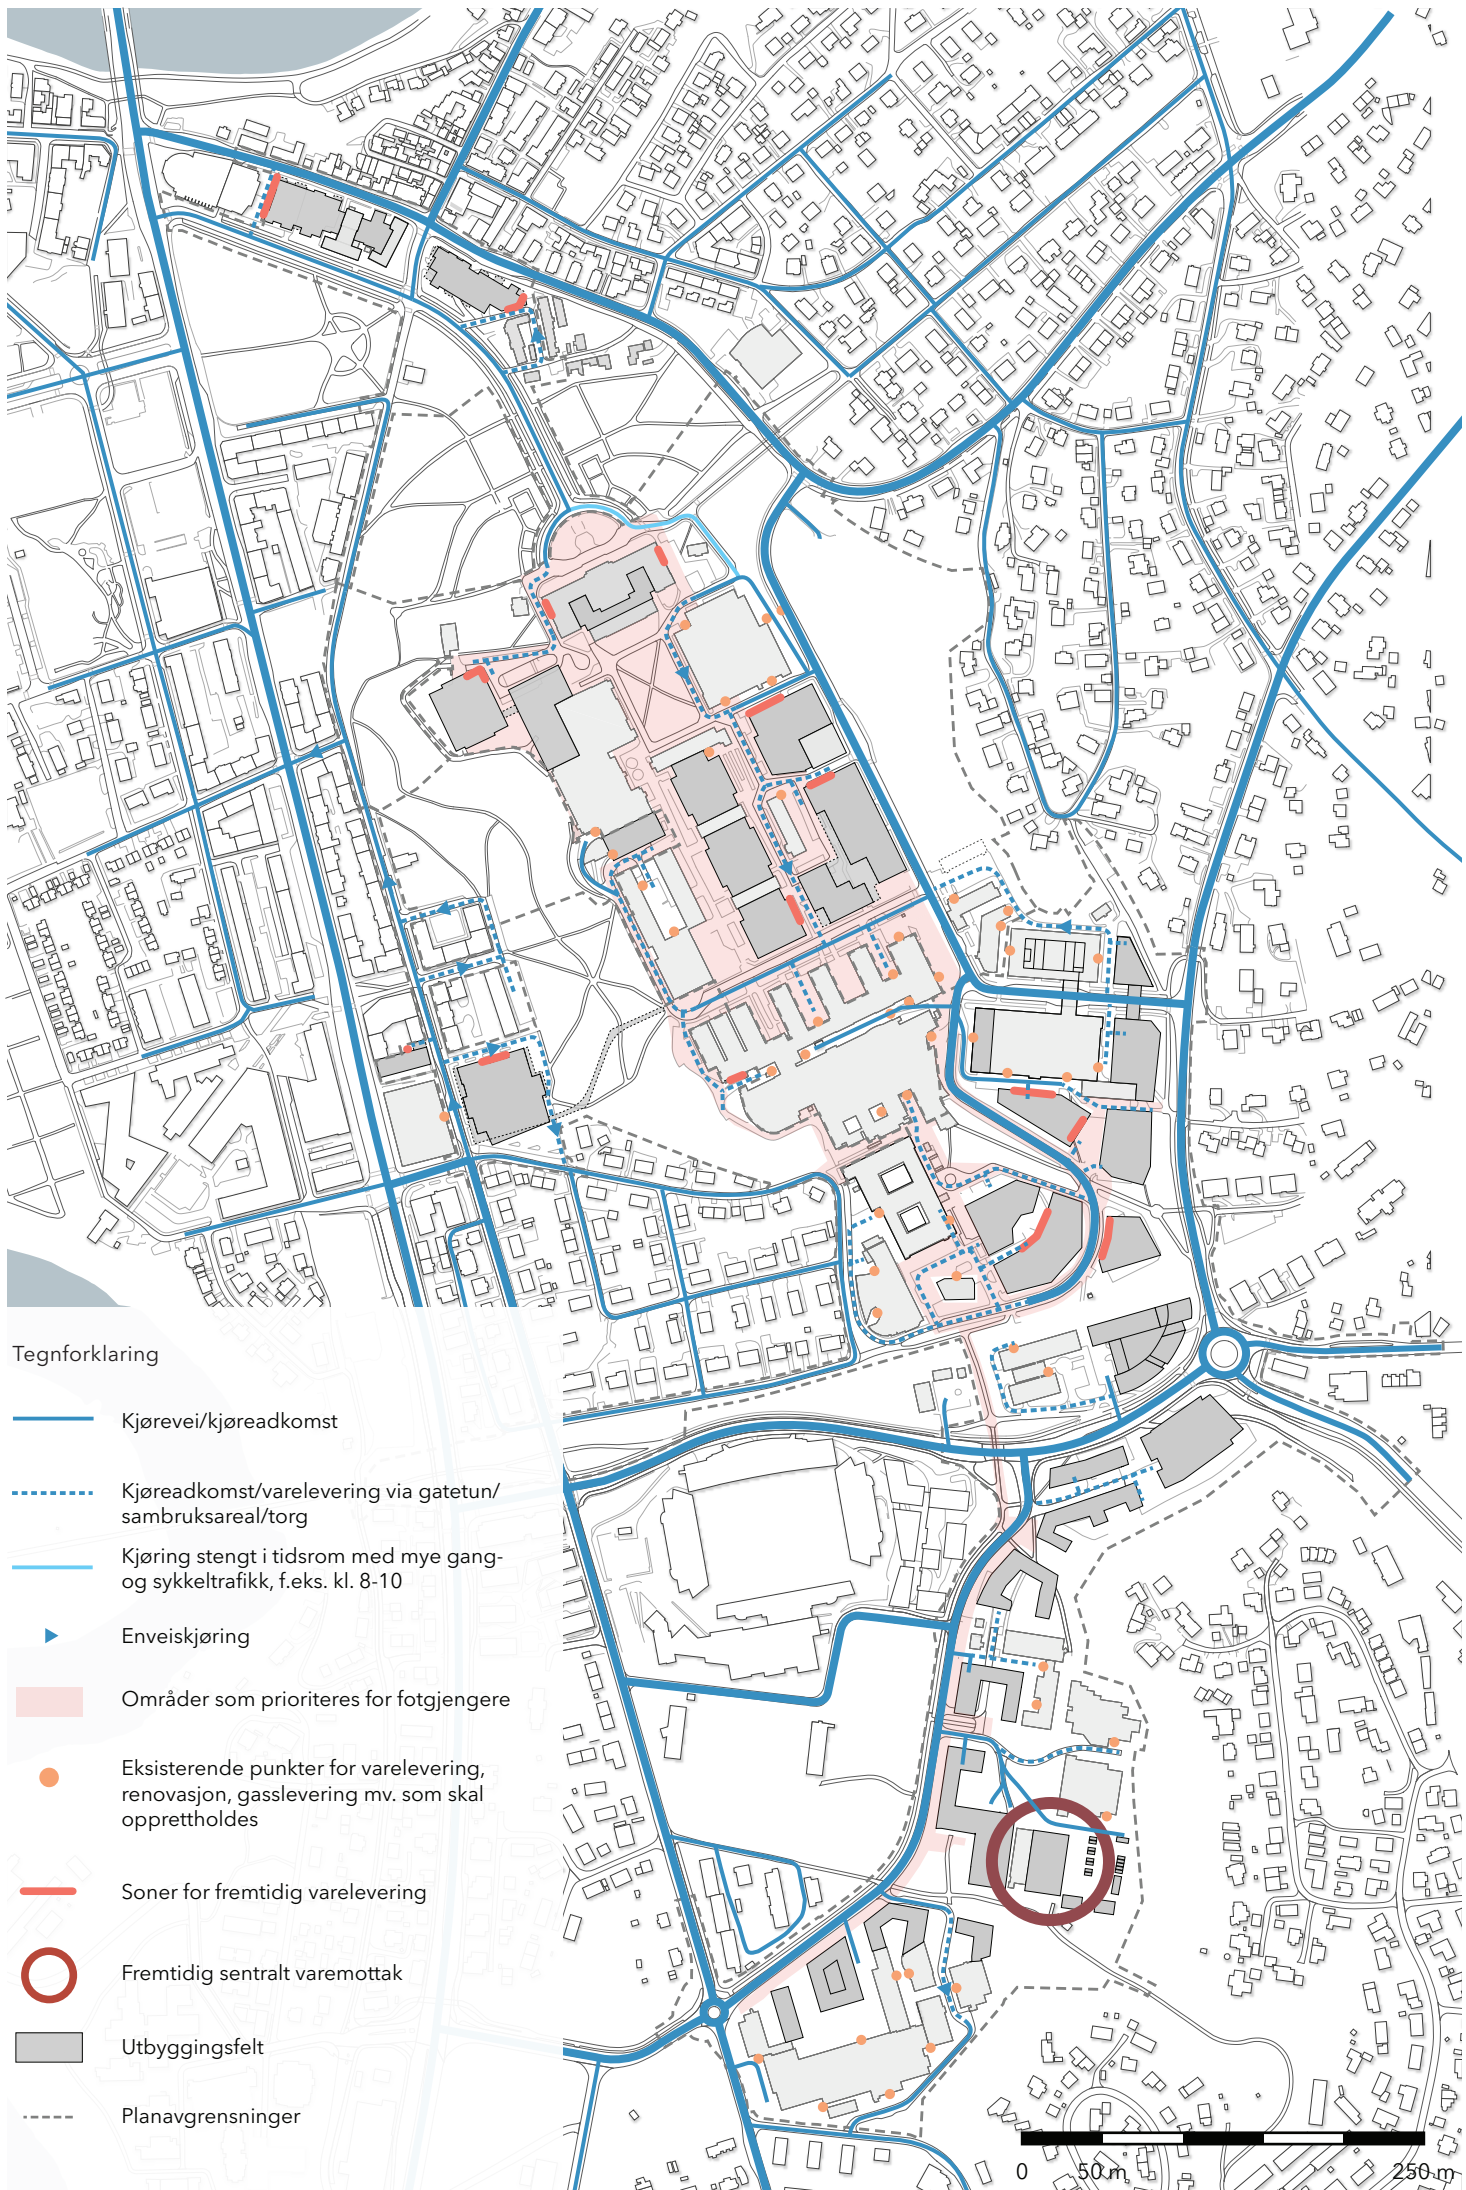 Tegnforklaring
Kjørevei/kjøreadkomst
Kjøreadkomst/varelevering via gatetun/
sambruksareal/torg
Kjøring stengt i tidsrom med mye gang-
og sykkeltrafikk, f.eks. kl. 8-10
Enveiskjøring
Områder som prioriteres for fotgjengere
Eksisterende punkter for varelevering,
renovasjon, gasslevering mv. som skal
opprettholdes
Soner for fremtidig varelevering
Fremtidig sentralt varemottak
Utbyggingsfelt
Planavgrensninger
0 50 m 250 m